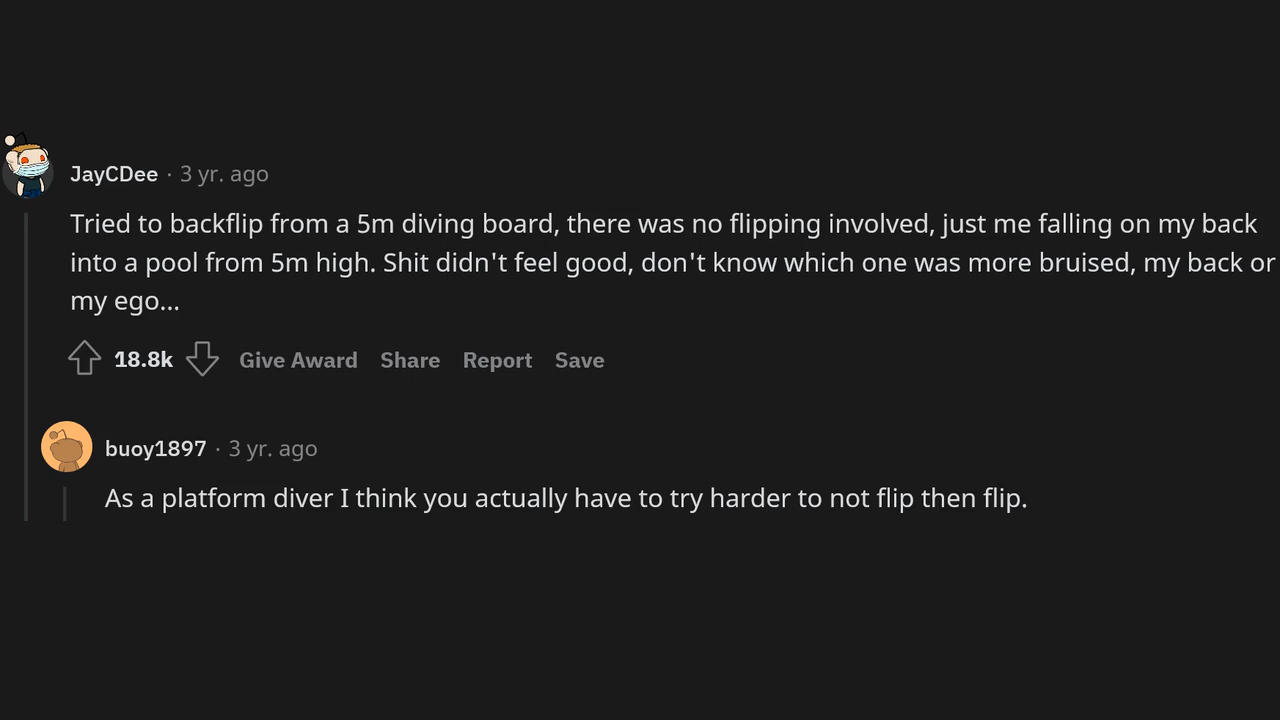 JayCDee · 3 yr. ago
Tried to backflip from a 5m diving board, there was no flipping involved, just me falling on my back
into a pool from 5m high. Shit didn't feel good, don't know which one was more bruised, my back or
my ego...
18.8k Give Award Share Report Save
buoy1897 · 3 yr. ago
As a platform diver I think you actually have to try harder to not flip then flip.